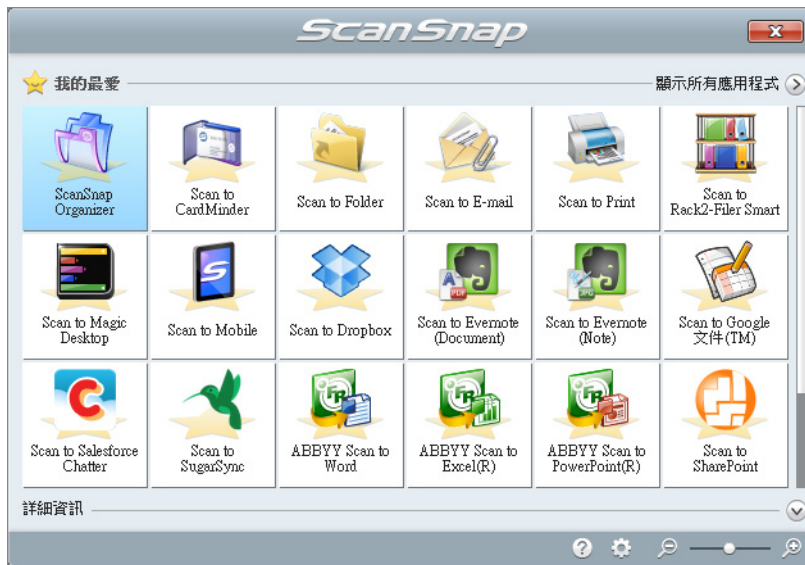 ScanSnap
我的最愛
顯示所有應用程式
ScanSnap
Organizer
Scan to
CardMinder
Scan to Folder
Scan to E-mail
Scan to Print
Scan to
Rack2-Filer Smart
Scan to Magic
Desktop
Scan to Mobile
Scan to Dropbox
Scan to Evernote
(Document)
Scan to Evernote
(Note)
Scan to Google
文件(TM)
Scan to Salesforce
Chatter
Scan to
SugarSync
ABBYY Scan to
Word
ABBYY Scan to
Excel(R)
ABBYY Scan to
PowerPoint(R)
Scan to
SharePoint
詳細資訊